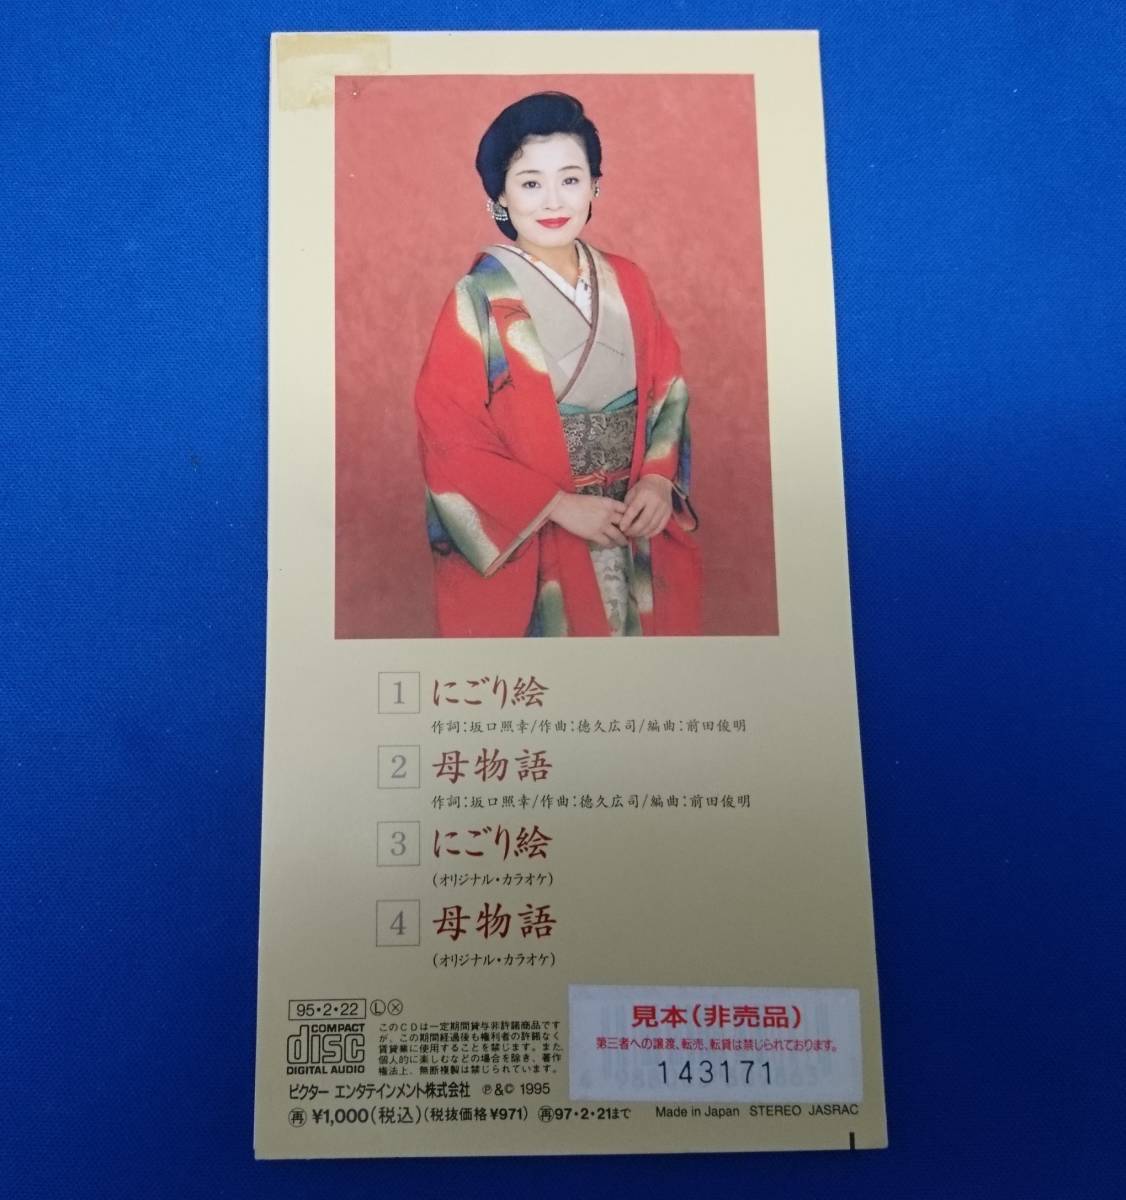 1 にごり絵
作詞:坂口照幸/作曲:徳久広司/編曲:前田俊明
2 母物語
作詞:坂口照幸/作曲:徳久広司/編曲:前田俊明
3 にごり絵
(オリジナル・カラオケ)
4 母物語
(オリジナル・カラオケ)
95・2・22 Ⓛ ⓧ
COMPACT
disc
DIGITAL AUDIO
このCDは一定期間貸与非許諾商品です
が、この期間経過後も権利者の許諾なく
賃貸業に使用することを禁じます。また、
個人的に楽しむなどの場合を除き、著作
権法上、無断複製は禁じられています。
見本(非売品)
第三者への譲渡、転売、転貸は禁じられております。
143171
ビクター エンタテインメント株式会社 ℗&© 1995
再 ¥1,000(税込)(税抜価格¥971) 再97・2・21まで Made in Japan STEREO JASRAC